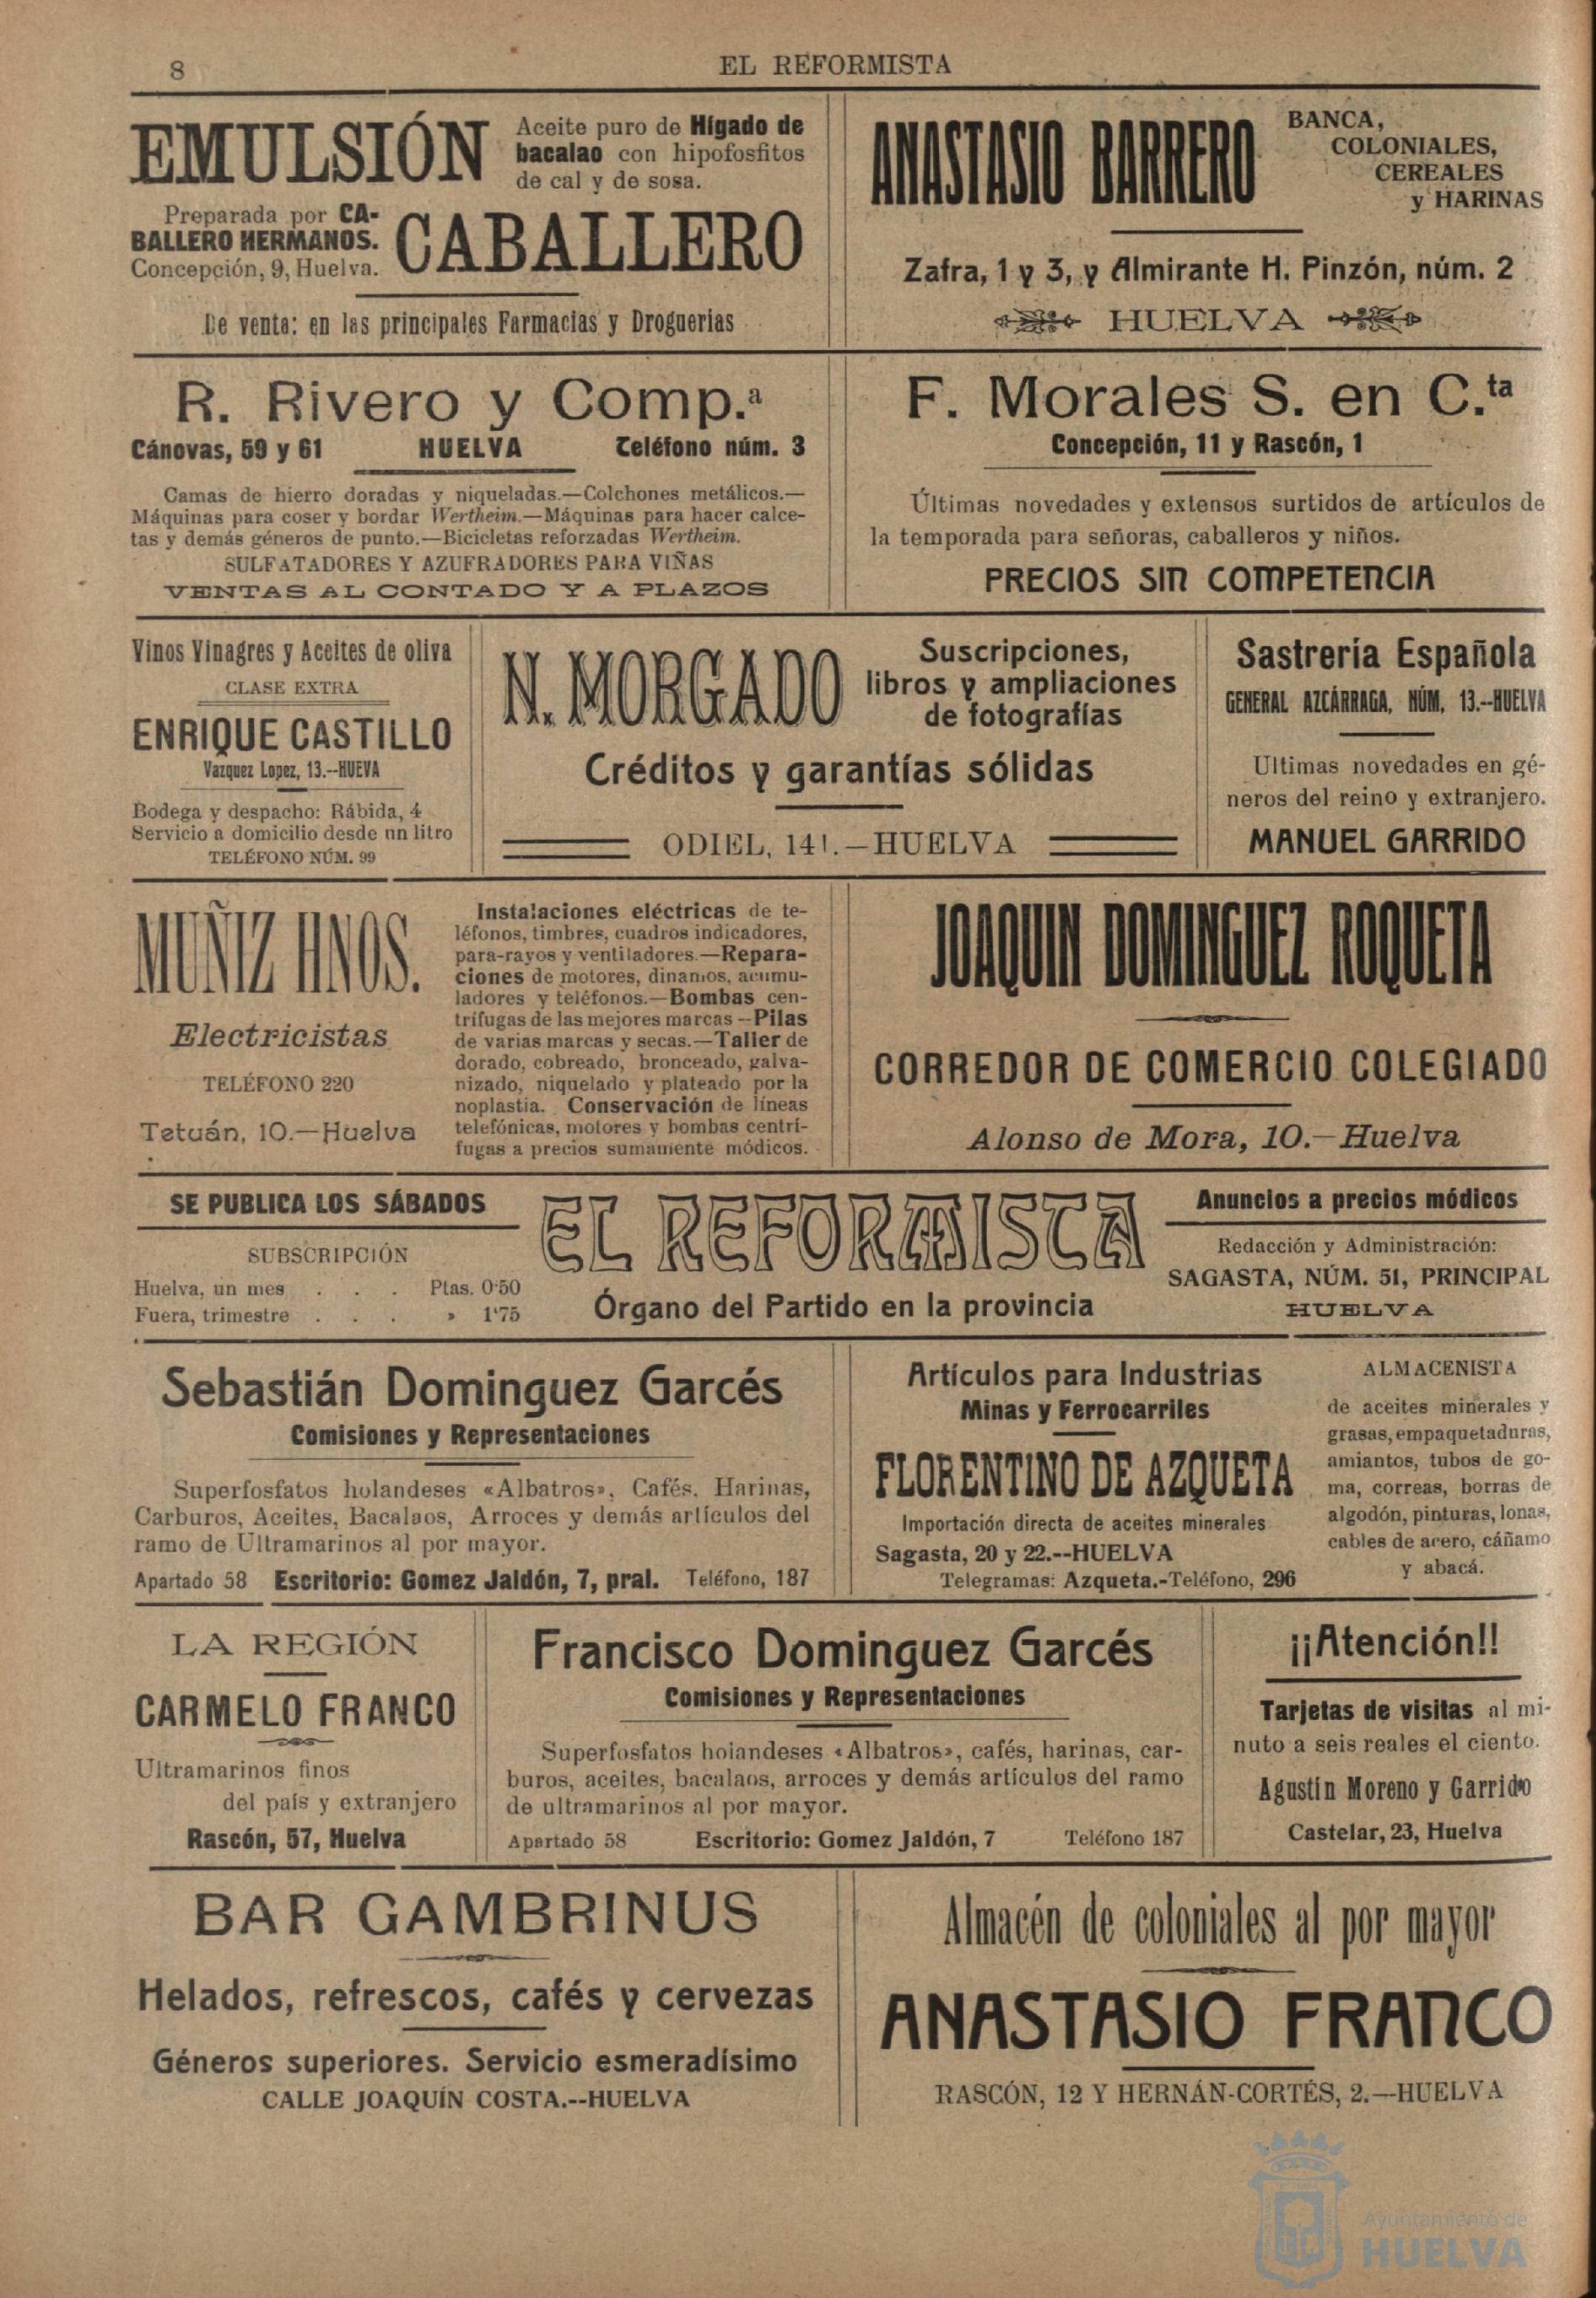 8
EL REFORMISTA
EMULSIÓN
Aceite puro de Hígado de
bacalao con hipofosfitos
de cal y de sosa.
Preparada por CA-
BALLERO HERMANOS.
Concepción, 9, Huelva.
CABALLERO
De venta: en las principales Farmacias y Droguerias
ANASTASIO BARRERO
BANCA,
COLONIALES,
CEREALES
y HARINAS
Zafra, 1 y 3, y Almirante H. Pinzón, núm. 2
HUELVA
R. Rivero y Comp.ª
Cánovas, 59 y 61 HUELVA Teléfono núm. 3
Camas de hierro doradas y niqueladas.—Colchones metálicos.—
Máquinas para coser y bordar Wertheim.—Máquinas para hacer calce-
tas y demás géneros de punto.—Bicicletas reforzadas Wertheim.
SULFATADORES Y AZUFRADORES PARA VIÑAS
VENTAS AL CONTADO Y A PLAZOS
F. Morales S. en C.ta
Concepción, 11 y Rascón, 1
Últimas novedades y extensos surtidos de artículos de
la temporada para señoras, caballeros y niños.
PRECIOS SIN COMPETENCIA
Vinos Vinagres y Aceites de oliva
CLASE EXTRA
ENRIQUE CASTILLO
Vazquez Lopez, 13.--HUEVA
Bodega y despacho: Rábida, 4
Servicio a domicilio desde un litro
TELÉFONO NÚM. 99
N. MORGADO
Suscripciones,
libros y ampliaciones
de fotografías
Créditos y garantías sólidas
ODIEL, 141.—HUELVA
Sastrería Española
GENERAL AZCÁRRAGA, NÚM, 13.--HUELVA
Ultimas novedades en gé-
neros del reino y extranjero.
MANUEL GARRIDO
MUÑIZ HNOS.
Electricistas
TELÉFONO 220
Tetuán, 10.—Huelva
Instalaciones eléctricas de te-
léfonos, timbres, cuadros indicadores,
para-rayos y ventiladores.—Repara-
ciones de motores, dinamos, acumu-
ladores y teléfonos.—Bombas cen-
trífugas de las mejores marcas—Pilas
de varias marcas y secas.—Taller de
dorado, cobreado, bronceado, galva-
nizado, niquelado y plateado por la
noplastia. Conservación de líneas
telefónicas, motores y bombas centrí-
fugas a precios sumamente módicos.
JOAQUIN DOMINGUEZ ROQUETA
CORREDOR DE COMERCIO COLEGIADO
Alonso de Mora, 10.—Huelva
SE PUBLICA LOS SÁBADOS
SUBSCRIPCIÓN
Huelva, un mes . . . Ptas. 0'50
Fuera, trimestre . . . » 1'75
EL REFORMISTA
Órgano del Partido en la provincia
Anuncios a precios módicos
Redacción y Administración:
SAGASTA, NÚM. 51, PRINCIPAL
HUELVA
Sebastián Dominguez Garcés
Comisiones y Representaciones
Superfosfatos holandeses «Albatros», Cafés, Harinas,
Carburos, Aceites, Bacalaos, Arroces y demás artículos del
ramo de Ultramarinos al por mayor.
Apartado 58 Escritorio: Gomez Jaldón, 7, pral. Teléfono, 187
Artículos para Industrias
Minas y Ferrocarriles
FLORENTINO DE AZQUETA
Importación directa de aceites minerales
Sagasta, 20 y 22.--HUELVA
Telegramas: Azqueta.-Teléfono, 296
ALMACENISTA
de aceites minerales y
grasas, empaquetaduras,
amiantos, tubos de go-
ma, correas, borras de
algodón, pinturas, lonas,
cables de acero, cáñamo
y abacá.
LA REGIÓN
CARMELO FRANCO
Ultramarinos finos
del país y extranjero
Rascón, 57, Huelva
Francisco Dominguez Garcés
Comisiones y Representaciones
Superfosfatos holandeses «Albatros», cafés, harinas, car-
buros, aceites, bacalaos, arroces y demás artículos del ramo
de ultramarinos al por mayor.
Apartado 58 Escritorio: Gomez Jaldón, 7 Teléfono 187
¡¡Atención!!
Tarjetas de visitas al mi-
nuto a seis reales el ciento.
Agustín Moreno y Garrido
Castelar, 23, Huelva
BAR GAMBRINUS
Helados, refrescos, cafés y cervezas
Géneros superiores. Servicio esmeradísimo
CALLE JOAQUÍN COSTA.--HUELVA
Almacén de coloniales al por mayor
ANASTASIO FRANCO
RASCÓN, 12 Y HERNÁN-CORTÉS, 2.—HUELVA
Ayuntamiento de
HUELVA